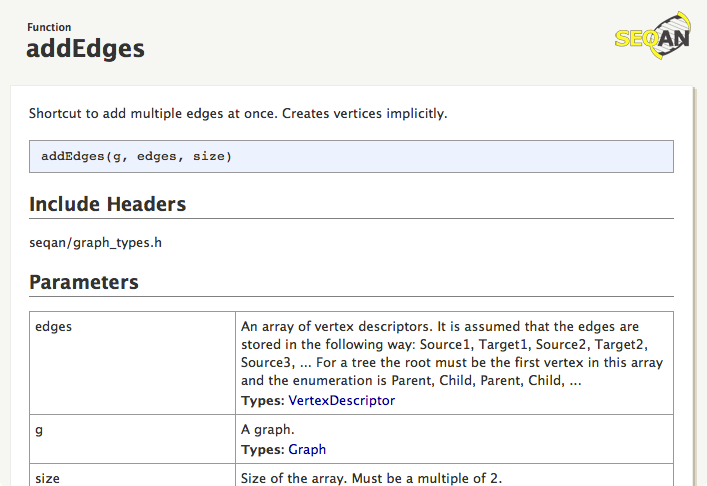 Function
addEdges
SEQAN
Shortcut to add multiple edges at once. Creates vertices implicitly.
addEdges(g, edges, size)
Include Headers
seqan/graph_types.h
Parameters
edges
An array of vertex descriptors. It is assumed that the edges are
stored in the following way: Source1, Target1, Source2, Target2,
Source3, ... For a tree the root must be the first vertex in this array
and the enumeration is Parent, Child, Parent, Child, ...
Types: VertexDescriptor
g
A graph.
Types: Graph
size
Size of the array. Must be a multiple of 2.